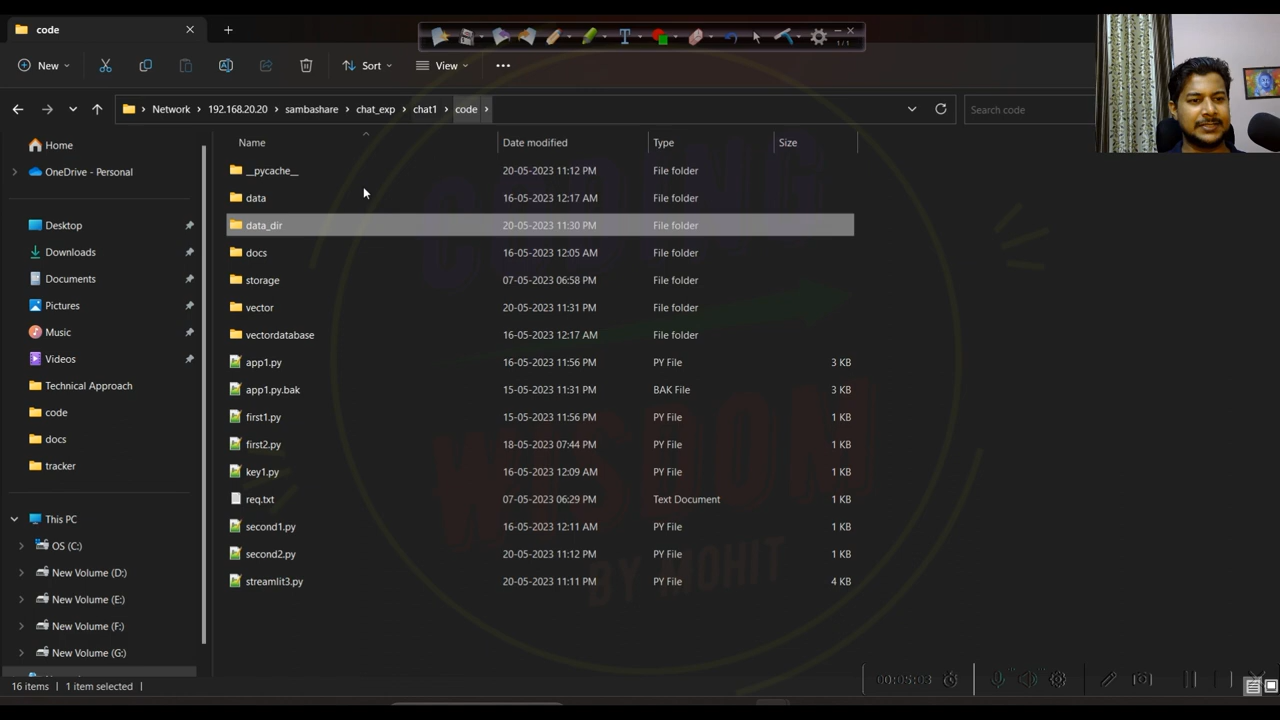 code
1/1
New
Sort
View
Network
192.168.20.20
sambashare
chat_exp
chat1
code
Search code
Home
OneDrive - Personal
Desktop
Downloads
Documents
Pictures
Music
Videos
Technical Approach
code
docs
tracker
This PC
OS (C:)
New Volume (D:)
New Volume (E:)
New Volume (F:)
New Volume (G:)
Name Date modified Type Size
__pycache__ 20-05-2023 11:12 PM File folder
data 16-05-2023 12:17 AM File folder
data_dir 20-05-2023 11:30 PM File folder
docs 16-05-2023 12:05 AM File folder
storage 07-05-2023 06:58 PM File folder
vector 20-05-2023 11:31 PM File folder
vectordatabase 16-05-2023 12:17 AM File folder
app1.py 16-05-2023 11:56 PM PY File 3 KB
app1.py.bak 15-05-2023 11:31 PM BAK File 3 KB
first1.py 15-05-2023 11:56 PM PY File 1 KB
first2.py 18-05-2023 07:44 PM PY File 1 KB
key1.py 16-05-2023 12:09 AM PY File 1 KB
req.txt 07-05-2023 06:29 PM Text Document 1 KB
second1.py 16-05-2023 12:11 AM PY File 1 KB
second2.py 20-05-2023 11:12 PM PY File 1 KB
streamlit3.py 20-05-2023 11:11 PM PY File 4 KB
CODING
WISDOM
BY MOHIT
00:05:03
16 items 1 item selected